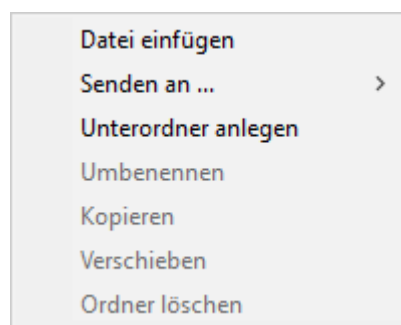 Datei einfügen
Senden an ...
Unterordner anlegen
Umbenennen
Kopieren
Verschieben
Ordner löschen